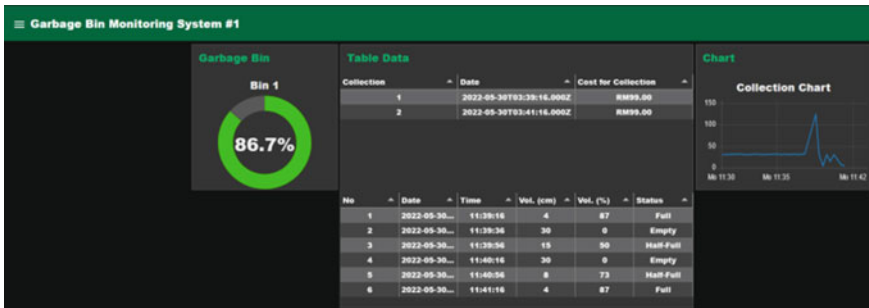 ≡ Garbage Bin Monitoring System #1
Garbage Bin
Bin 1
86.7%
Table Data
Collection Date Cost for Collection
1 2022-05-30T03:39:16.000Z RM99.00
2 2022-05-30T03:41:16.000Z RM99.00
No Date Time Vol. (cm) Vol. (%) Status
1 2022-05-30... 11:39:16 4 87 Full
2 2022-05-30... 11:39:36 30 0 Empty
3 2022-05-30... 11:39:56 15 50 Half-Full
4 2022-05-30... 11:40:16 30 0 Empty
5 2022-05-30... 11:40:56 8 73 Half-Full
6 2022-05-30... 11:41:16 4 87 Full
Chart
Collection Chart
150
100
50
0
Mo 11:30 Mo 11:35 Mo 11:42